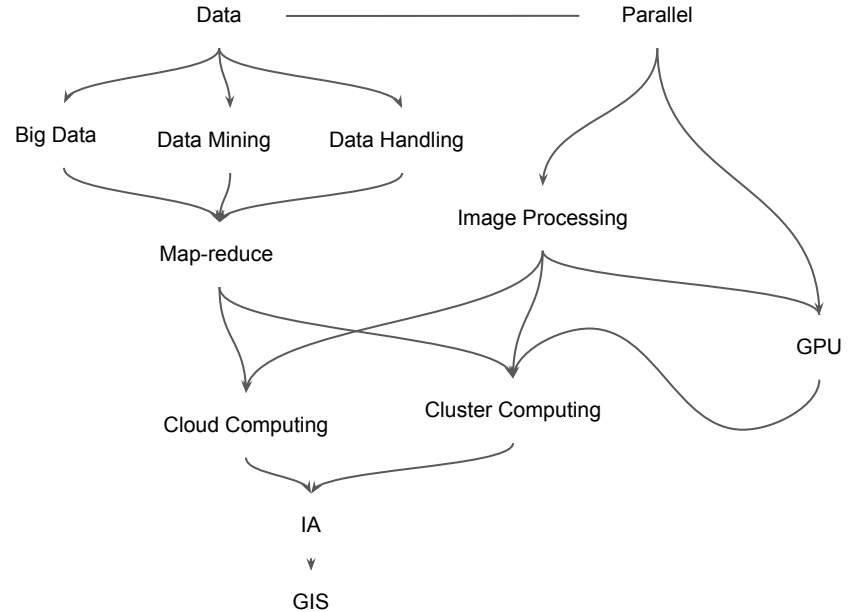 Data
Parallel
Big Data
Data Mining
Data Handling
Image Processing
Map-reduce
GPU
Cloud Computing
Cluster Computing
IA
GIS